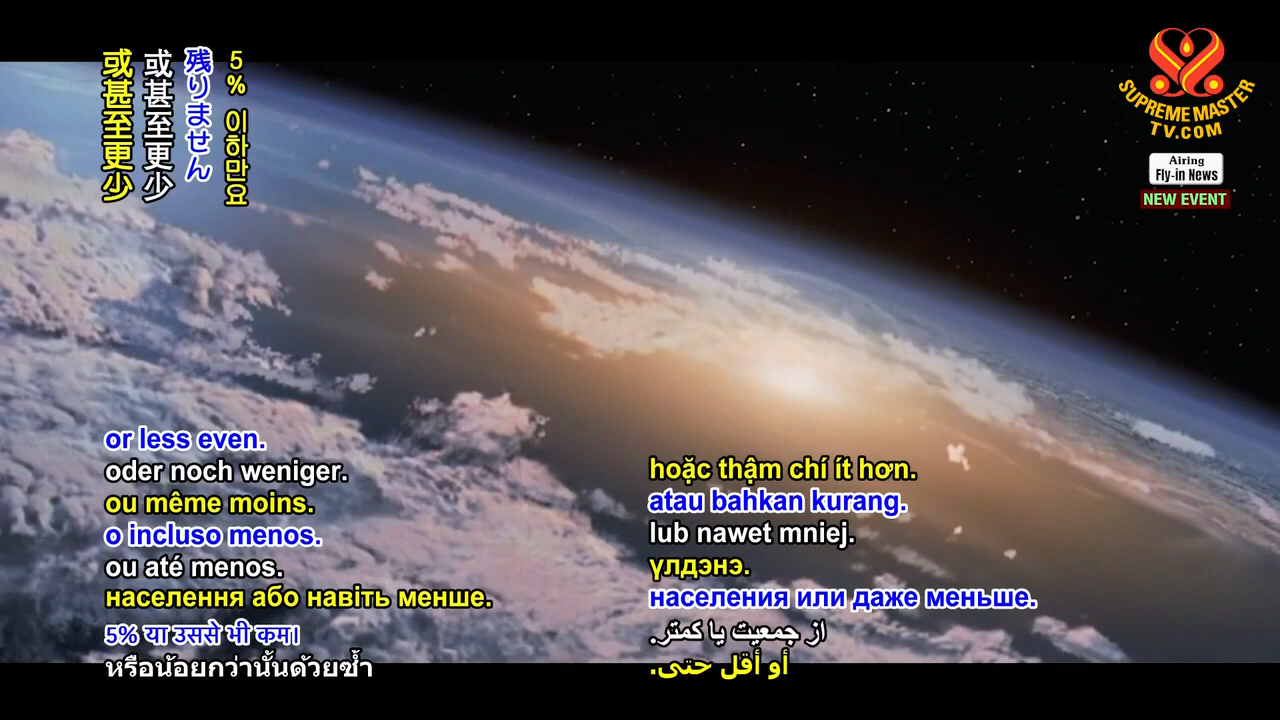 或甚至更少
或甚至更少
残りません
5% 이하만요
SUPREME MASTER
TV.COM
Airing
Fly-in News
NEW EVENT
or less even.
oder noch weniger.
ou même moins.
o incluso menos.
ou até menos.
населення або навіть менше.
5% या उससे भी कम।
หรือน้อยกว่านั้นด้วยซ้ำ
hoặc thậm chí ít hơn.
atau bahkan kurang.
lub nawet mniej.
үлдэнэ.
населения или даже меньше.
از جمعیت یا کمتر.
أو أقل حتى.